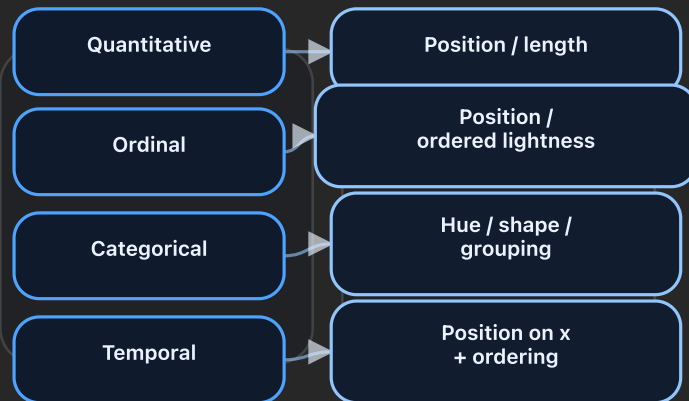 Quantitative
Position / length
Ordinal
Position /
ordered lightness
Categorical
Hue / shape /
grouping
Temporal
Position on x
+ ordering